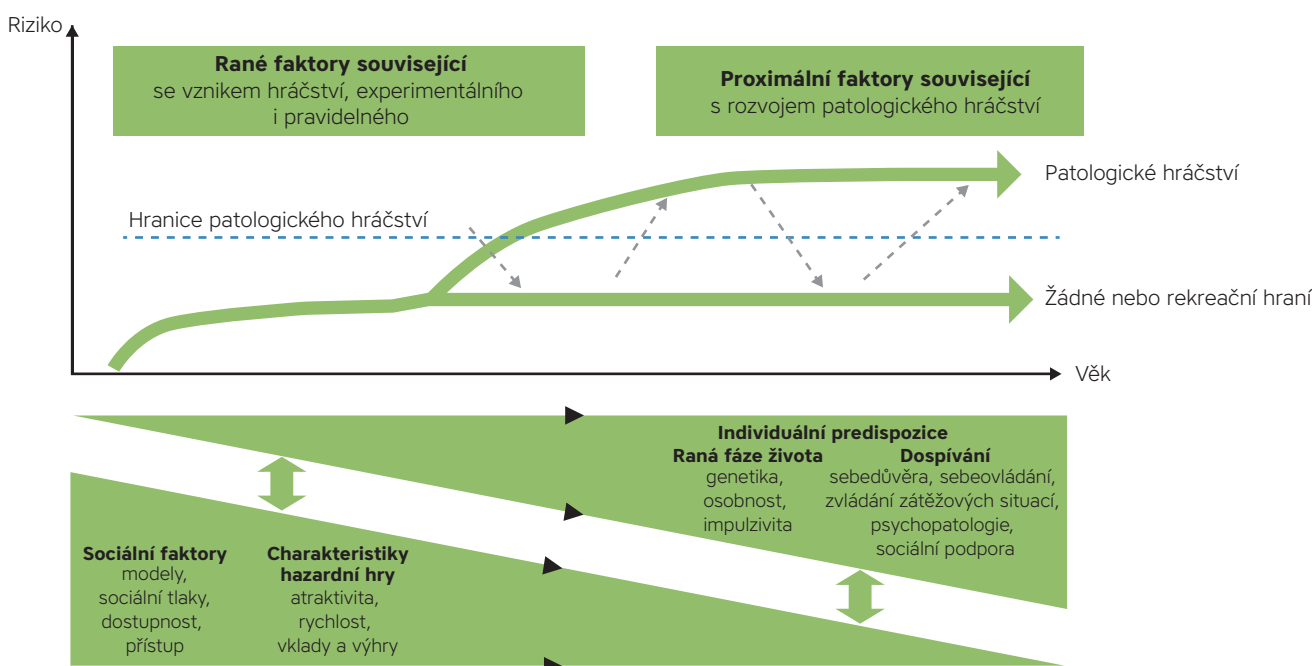 Riziko
Rané faktory související
se vznikem hráčství, experimentálního
i pravidelného
Proximální faktory související
s rozvojem patologického hráčství
Patologické hráčství
Hranice patologického hráčství
Žádné nebo rekreační hraní
Věk
Individuální predispozice
Raná fáze života
genetika,
osobnost,
impulzivita
Dospívání
sebedůvěra, sebeovládání,
zvládání zátěžových situací,
psychopatologie,
sociální podpora
Sociální faktory
modely,
sociální tlaky,
dostupnost,
přístup
Charakteristiky
hazardní hry
atraktivita,
rychlost,
vklady a výhry